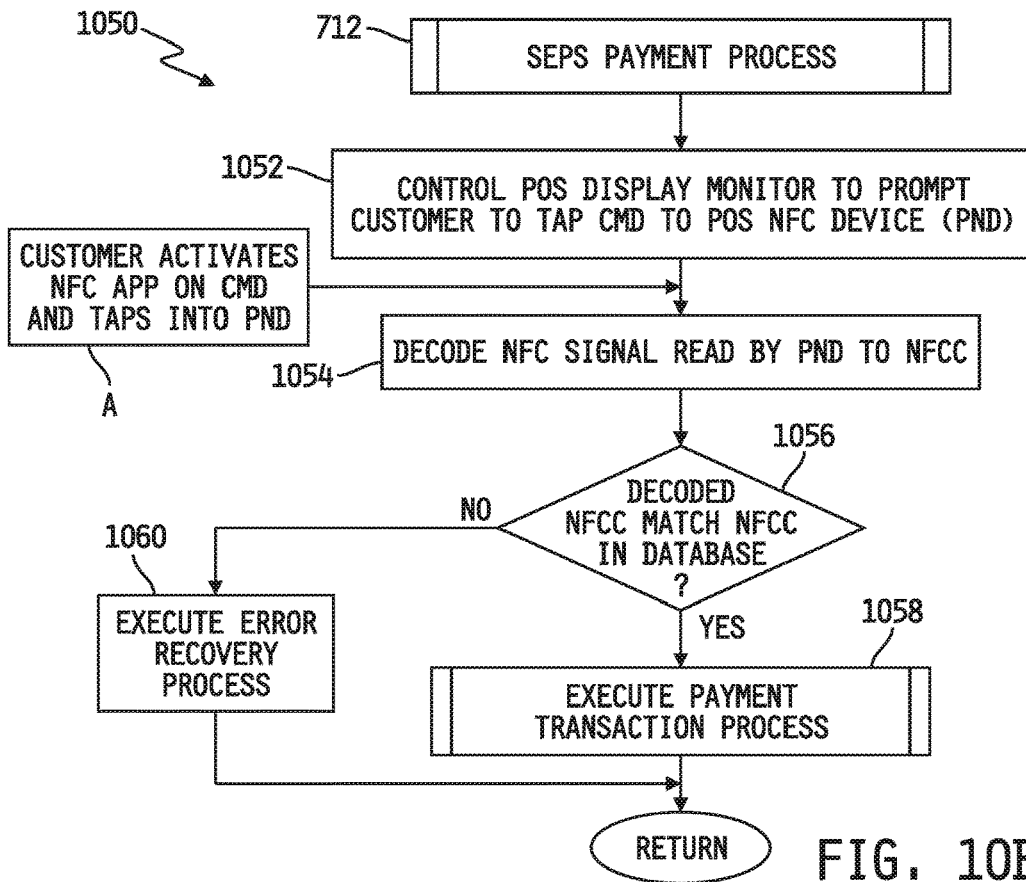 1050
712
SEPS PAYMENT PROCESS
1052
CONTROL POS DISPLAY MONITOR TO PROMPT
CUSTOMER TO TAP CMD TO POS NFC DEVICE (PND)
CUSTOMER ACTIVATES
NFC APP ON CMD
AND TAPS INTO PND
A
1054
DECODE NFC SIGNAL READ BY PND TO NFCC
1056
DECODED
NFCC MATCH NFCC
IN DATABASE
?
NO
YES
1060
EXECUTE ERROR
RECOVERY
PROCESS
1058
EXECUTE PAYMENT
TRANSACTION PROCESS
RETURN
FIG. 10B